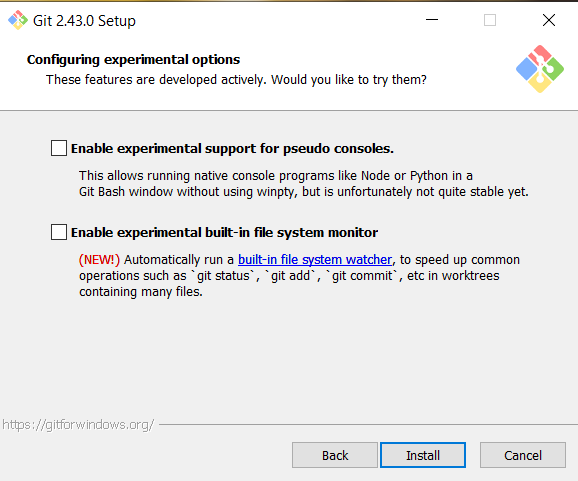 Git 2.43.0 Setup
Configuring experimental options
These features are developed actively. Would you like to try them?
Enable experimental support for pseudo consoles.
This allows running native console programs like Node or Python in a
Git Bash window without using winpty, but is unfortunately not quite stable yet.
Enable experimental built-in file system monitor
(NEW!) Automatically run a built-in file system watcher, to speed up common
operations such as `git status`, `git add`, `git commit`, etc in worktrees
containing many files.
https://gitforwindows.org/
Back
Install
Cancel